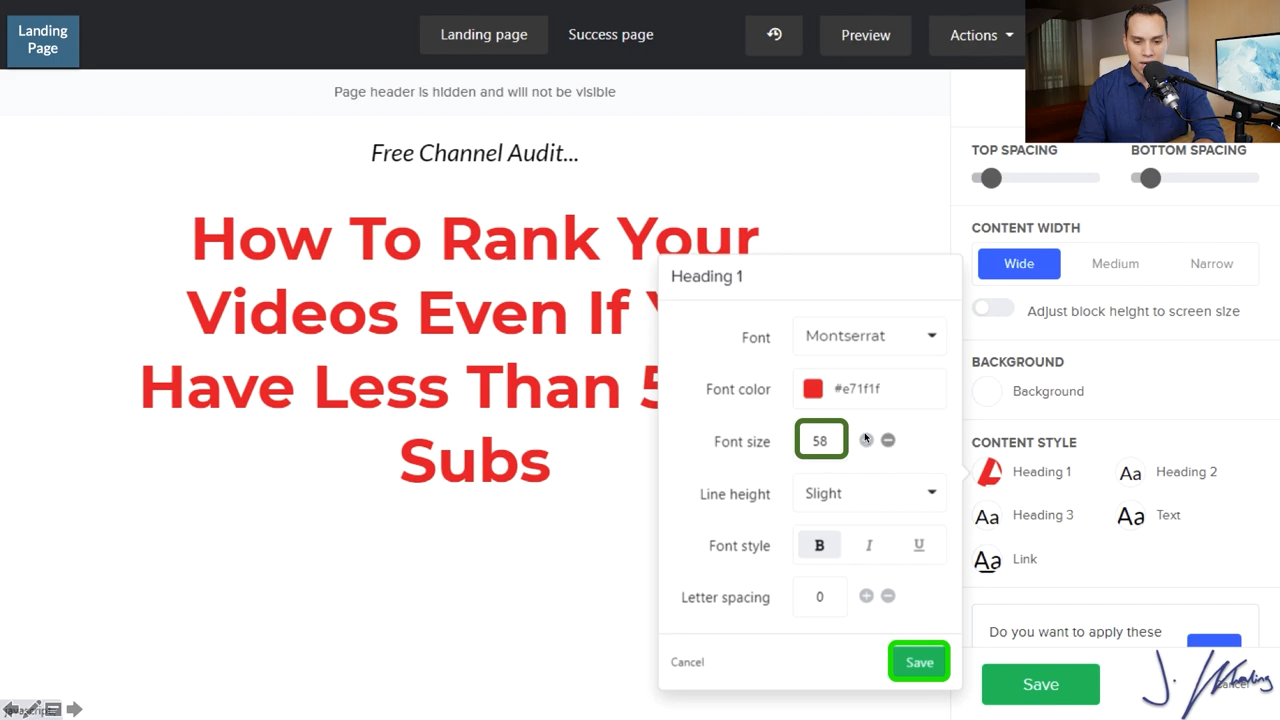 Landing
Page
Landing page
Success page
Preview
Actions
Page header is hidden and will not be visible
Free Channel Audit...
How To Rank Your
Videos Even If
Have Less Than
Subs
Heading 1
Font
Montserrat
Font color
#e71f1f
Font size
58
Line height
Slight
Font style
B
I
U
Letter spacing
0
Cancel
Save
TOP SPACING
BOTTOM SPACING
CONTENT WIDTH
Wide
Medium
Narrow
Adjust block height to screen size
BACKGROUND
Background
CONTENT STYLE
Heading 1
Aa
Heading 2
Aa
Heading 3
Aa
Text
Aa
Link
Do you want to apply these
Save
Cancel